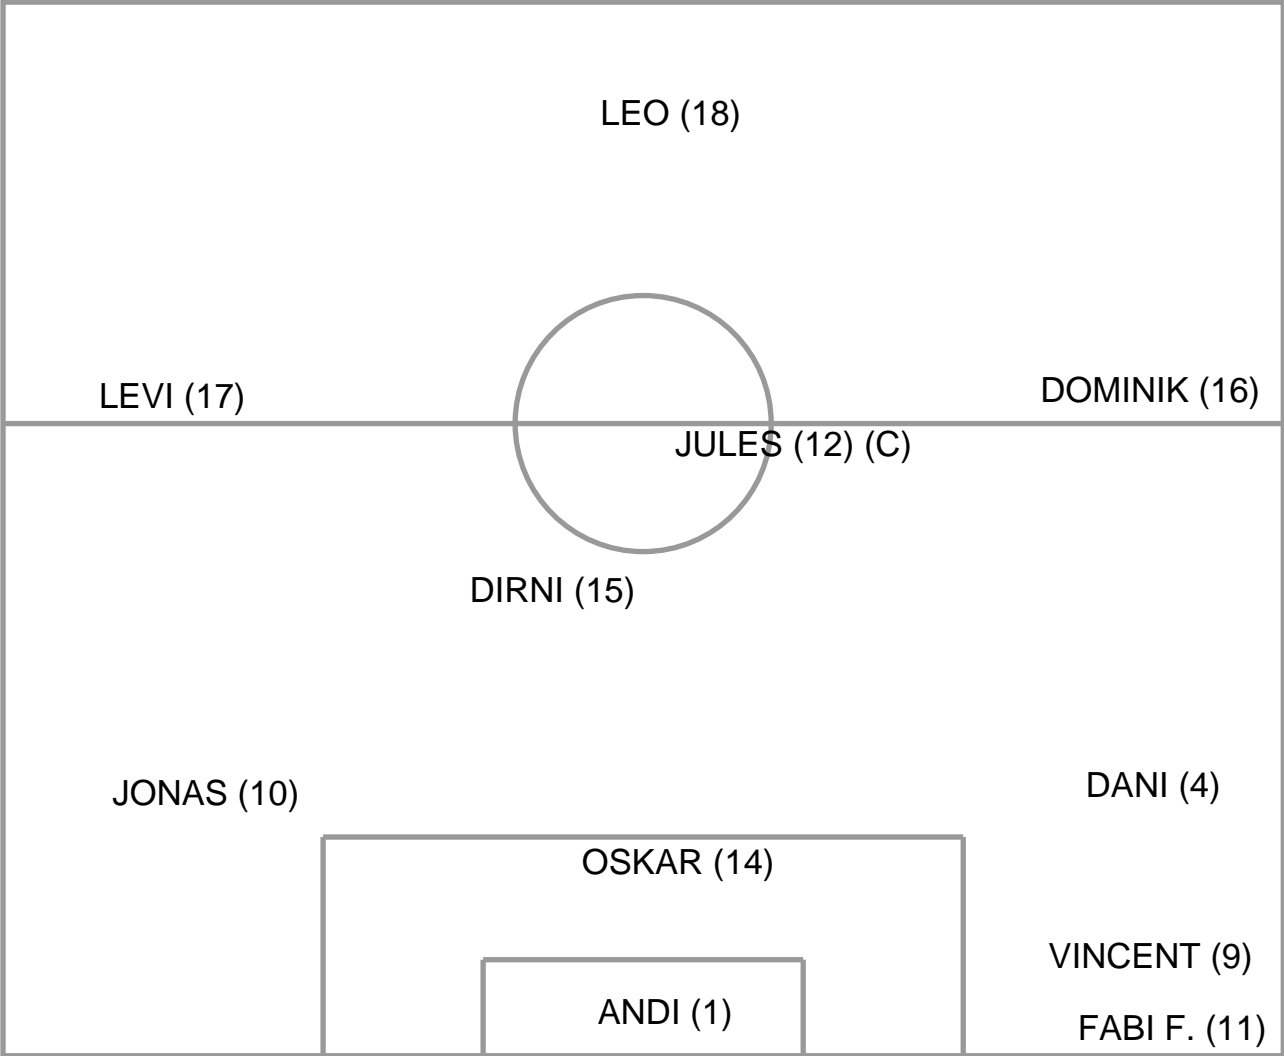 LEO (18)
LEVI (17)
DOMINIK (16)
JULES (12) (C)
DIRNI (15)
JONAS (10)
DANI (4)
OSKAR (14)
VINCENT (9)
ANDI (1)
FABI F. (11)